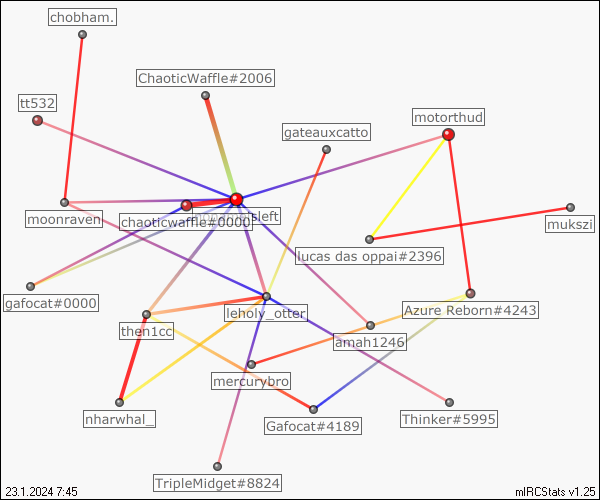 chobham.
ChaoticWaffle#2006
tt532
motorthud
gateauxcatto
moonraven
chaoticwaffle#0000
isleft
mukszi
lucas das oppai#2396
gafocat#0000
leholy_otter
Azure Reborn#4243
then1cc
amah1246
mercurybro
nharwhal_
Gafocat#4189
Thinker#5995
TripleMidget#8824
23.1.2024 7:45
mIRCStats v1.25